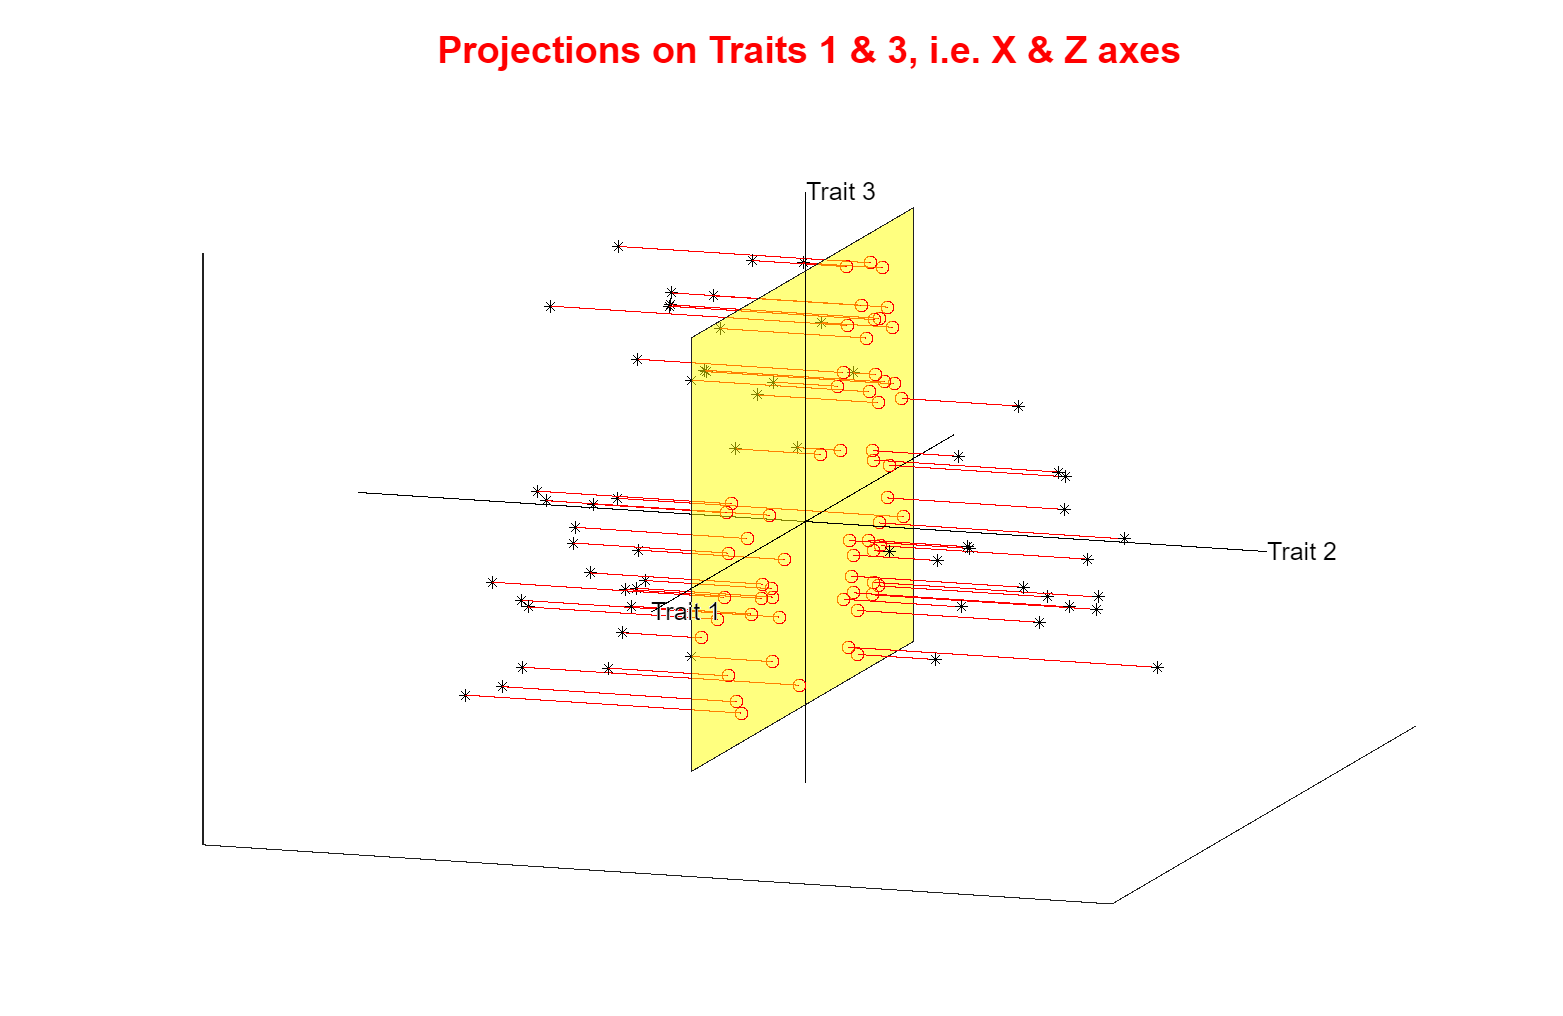 Projections on Traits 1 & 3, i.e. X & Z axes
Trait 3
Trait 2
Trait 1